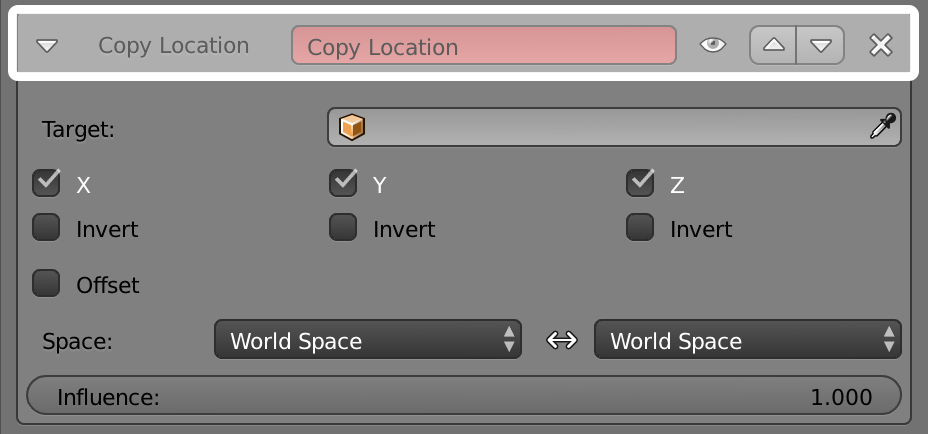 Copy Location Copy Location
Target:
X Y Z
Invert Invert Invert
Offset
Space: World Space World Space
Influence: 1.000